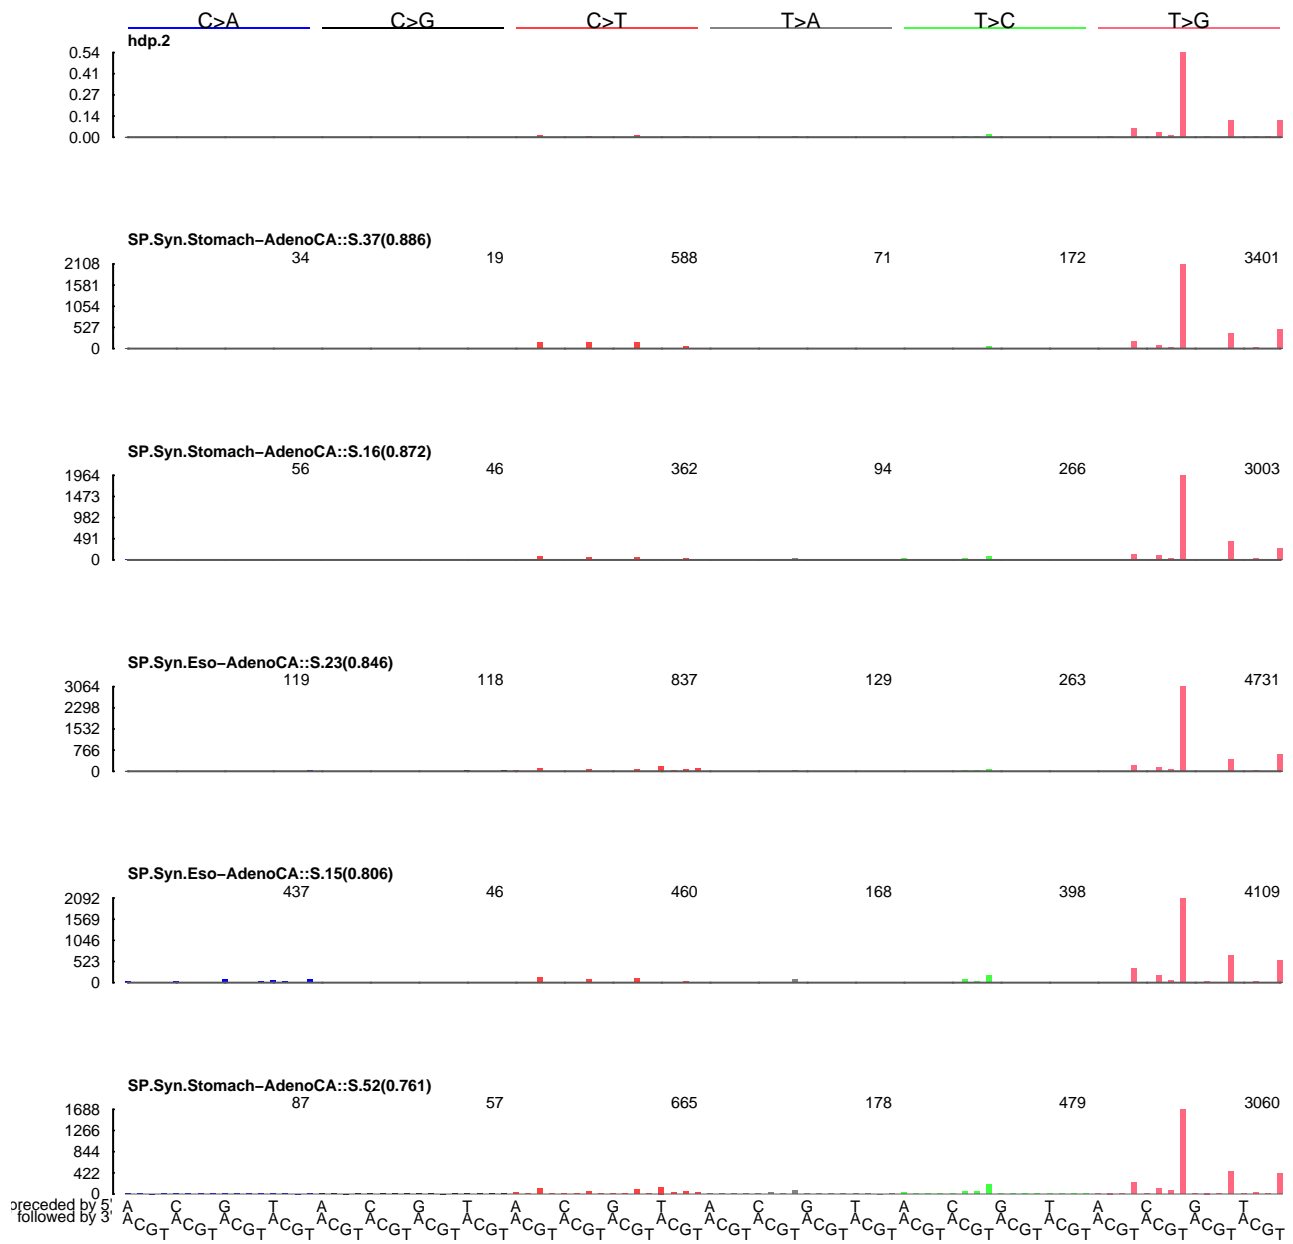 C>A C>G C>T T>A T>C T>G
hdp.2
0.54
0.41
0.27
0.14
0.00
SP.Syn.Stomach−AdenoCA::S.37(0.886)
34 19 588 71 172 3401
2108
1581
1054
527
0
SP.Syn.Stomach−AdenoCA::S.16(0.872)
56 46 362 94 266 3003
1964
1473
982
491
0
SP.Syn.Eso−AdenoCA::S.23(0.846)
119 118 837 129 263 4731
3064
2298
1532
766
0
SP.Syn.Eso−AdenoCA::S.15(0.806)
437 46 460 168 398 4109
2092
1569
1046
523
0
SP.Syn.Stomach−AdenoCA::S.52(0.761)
87 57 665 178 479 3060
1688
1266
844
422
0
preceded by 5' A C G T A C G T A C G T A C G T A C G T A C G T
followed by 3' A C G T A C G T A C G T A C G T A C G T A C G T A C G T A C G T A C G T A C G T A C G T A C G T A C G T A C G T A C G T A C G T A C G T A C G T A C G T A C G T A C G T A C G T A C G T A C G T